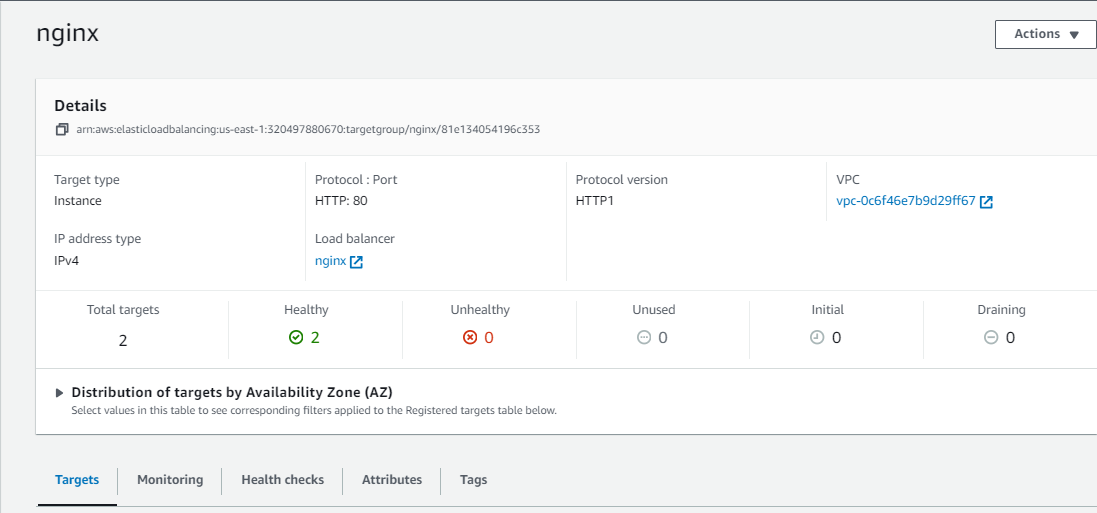 nginx
Actions
Details
arn:aws:elasticloadbalancing:us-east-1:320497880670:targetgroup/nginx/81e134054196c353
Target type
Instance
Protocol : Port
HTTP: 80
Protocol version
HTTP1
VPC
vpc-0c6f46e7b9d29ff67
IP address type
IPv4
Load balancer
nginx
Total targets
2
Healthy
2
Unhealthy
0
Unused
0
Initial
0
Draining
0
Distribution of targets by Availability Zone (AZ)
Select values in this table to see corresponding filters applied to the Registered targets table below.
Targets
Monitoring
Health checks
Attributes
Tags